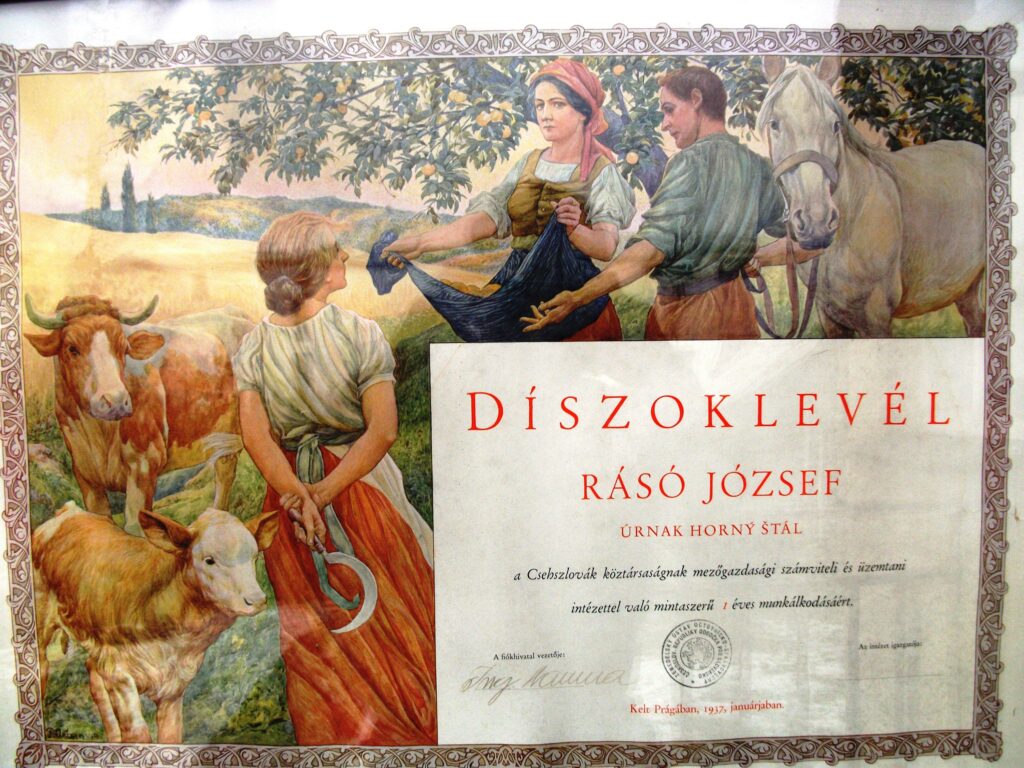 DÍSZOKLEVÉL
RÁSÓ JÓZSEF
ÚRNAK HORNÝ ŠTÁL
a Csehszlovák köztársaságnak mezőgazdasági számviteli és üzemtani
intézettel való mintaszerű 1 éves munkálkodásáért.
A fiókhivatal vezetője:
Az intézet igazgatója:
Kelt Prágában, 1937, januárjában.